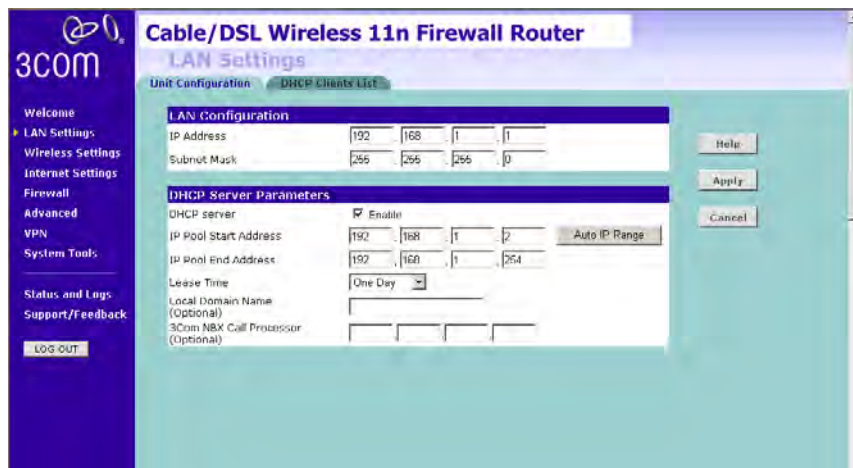 3COM
Cable/DSL Wireless 11n Firewall Router
LAN Settings
Unit Configuration DHCP Clients List
Welcome
LAN Settings
Wireless Settings
Internet Settings
Firewall
Advanced
VPN
System Tools
Status and Logs
Support/Feedback
LOG OUT
LAN Configuration
IP Address 192 . 168 . 1 . 1
Subnet Mask 255 . 255 . 255 . 0
DHCP Server Parameters
DHCP server Enable
IP Pool Start Address 192 . 168 . 1 . 2 Auto IP Range
IP Pool End Address 192 . 168 . 1 . 254
Lease Time One Day
Local Domain Name
(Optional)
3Com NBX Call Processor
(Optional) . . .
Help
Apply
Cancel